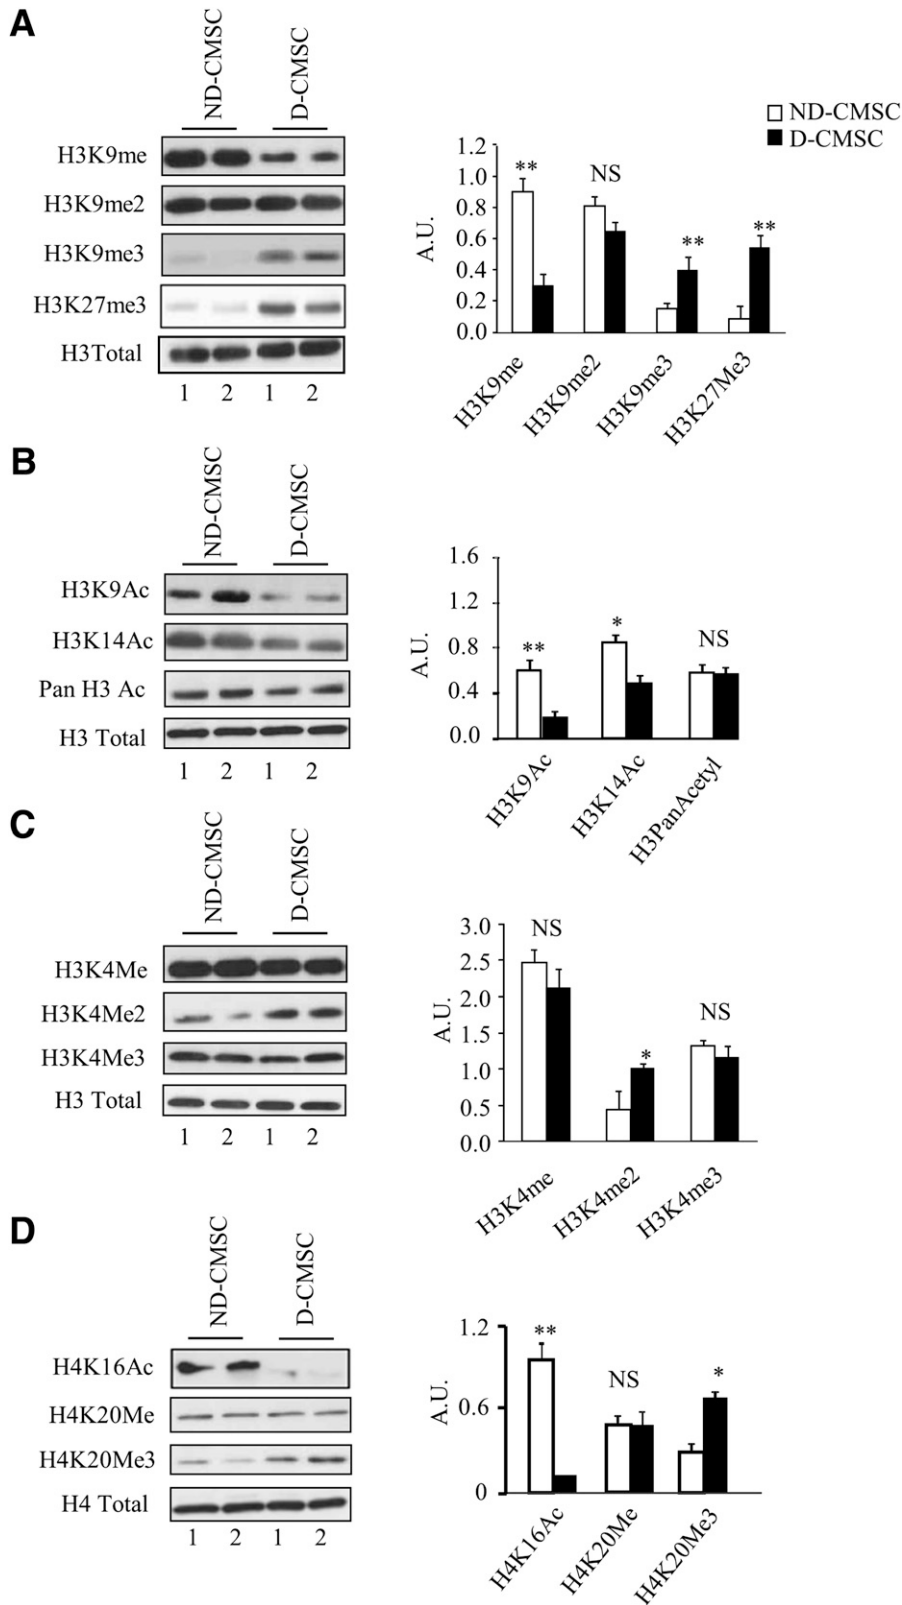 A
ND-CMSC
D-CMSC
H3K9me
H3K9me2
H3K9me3
H3K27me3
H3Total
1 2 1 2
ND-CMSC
D-CMSC
A.U.
1.2
1.0
0.8
0.6
0.4
0.2
0.0
**
NS
**
**
H3K9me
H3K9me2
H3K9me3
H3K27Me3
B
ND-CMSC
D-CMSC
H3K9Ac
H3K14Ac
Pan H3 Ac
H3 Total
1 2 1 2
A.U.
1.6
1.2
0.8
0.4
0.0
**
*
NS
H3K9Ac
H3K14Ac
H3PanAcetyl
C
ND-CMSC
D-CMSC
H3K4Me
H3K4Me2
H3K4Me3
H3 Total
1 2 1 2
A.U.
3.0
2.5
2.0
1.5
1.0
0.5
0.0
NS
*
NS
H3K4me
H3K4me2
H3K4me3
D
ND-CMSC
D-CMSC
H4K16Ac
H4K20Me
H4K20Me3
H4 Total
1 2 1 2
A.U.
1.2
0.6
0
**
NS
*
H4K16Ac
H4K20Me
H4K20Me3